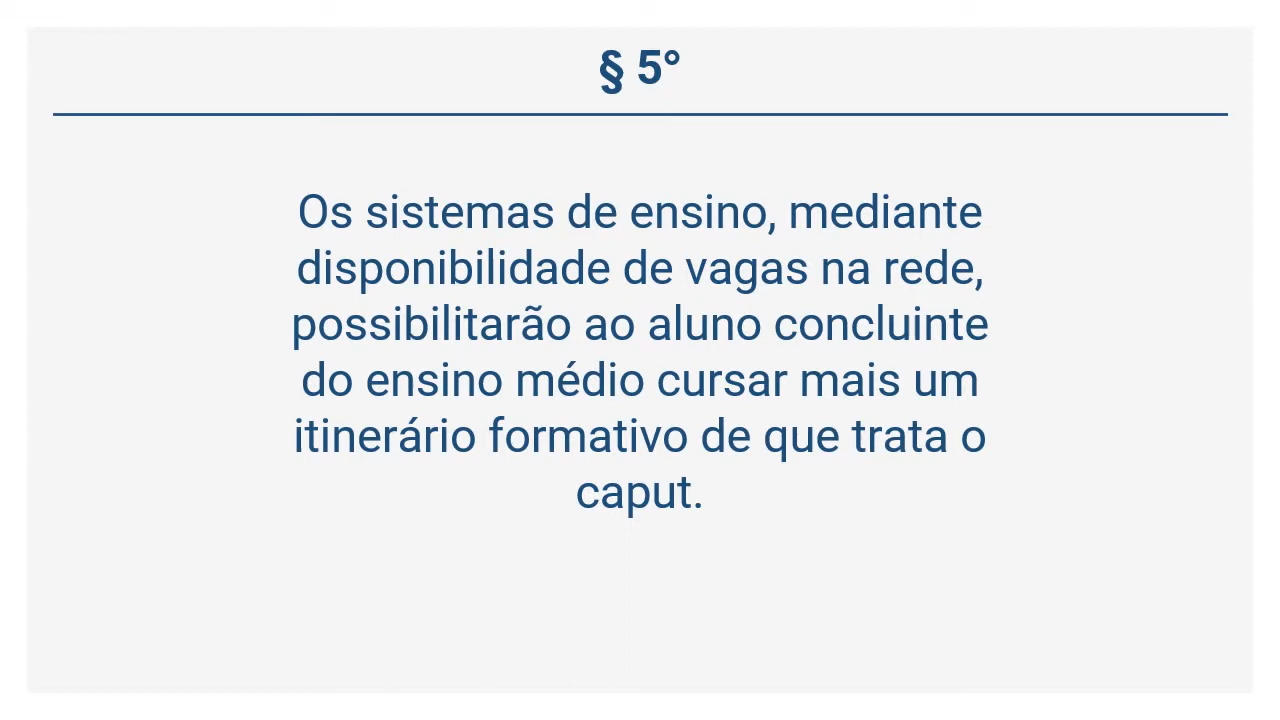 § 5°
Os sistemas de ensino, mediante
disponibilidade de vagas na rede,
possibilitarão ao aluno concluinte
do ensino médio cursar mais um
itinerário formativo de que trata o
caput.